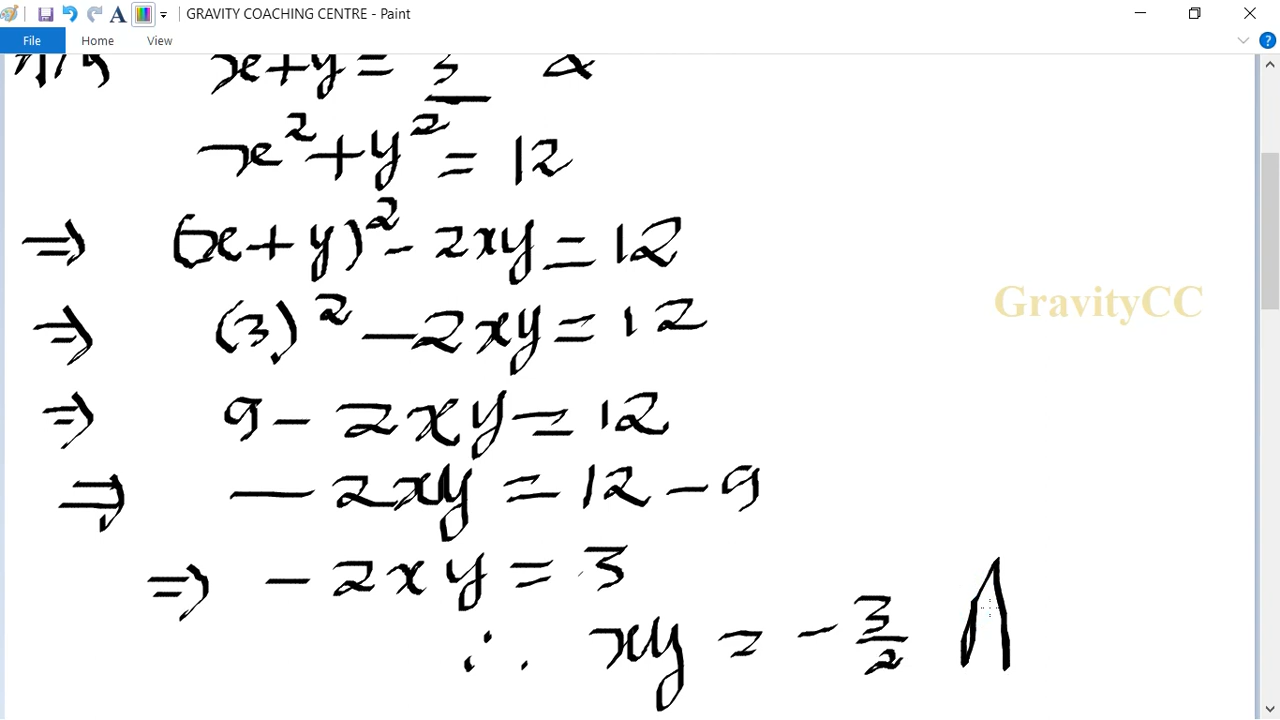 GRAVITY COACHING CENTRE - Paint
File Home View
x+y = 3 &
x²+y² = 12
⇒ (x+y)² - 2xy = 12
GravityCC
⇒ (3)² - 2xy = 12
⇒ 9 - 2xy = 12
⇒ - 2xy = 12 - 9
⇒ - 2xy = 3
∴ xy = - 3/2